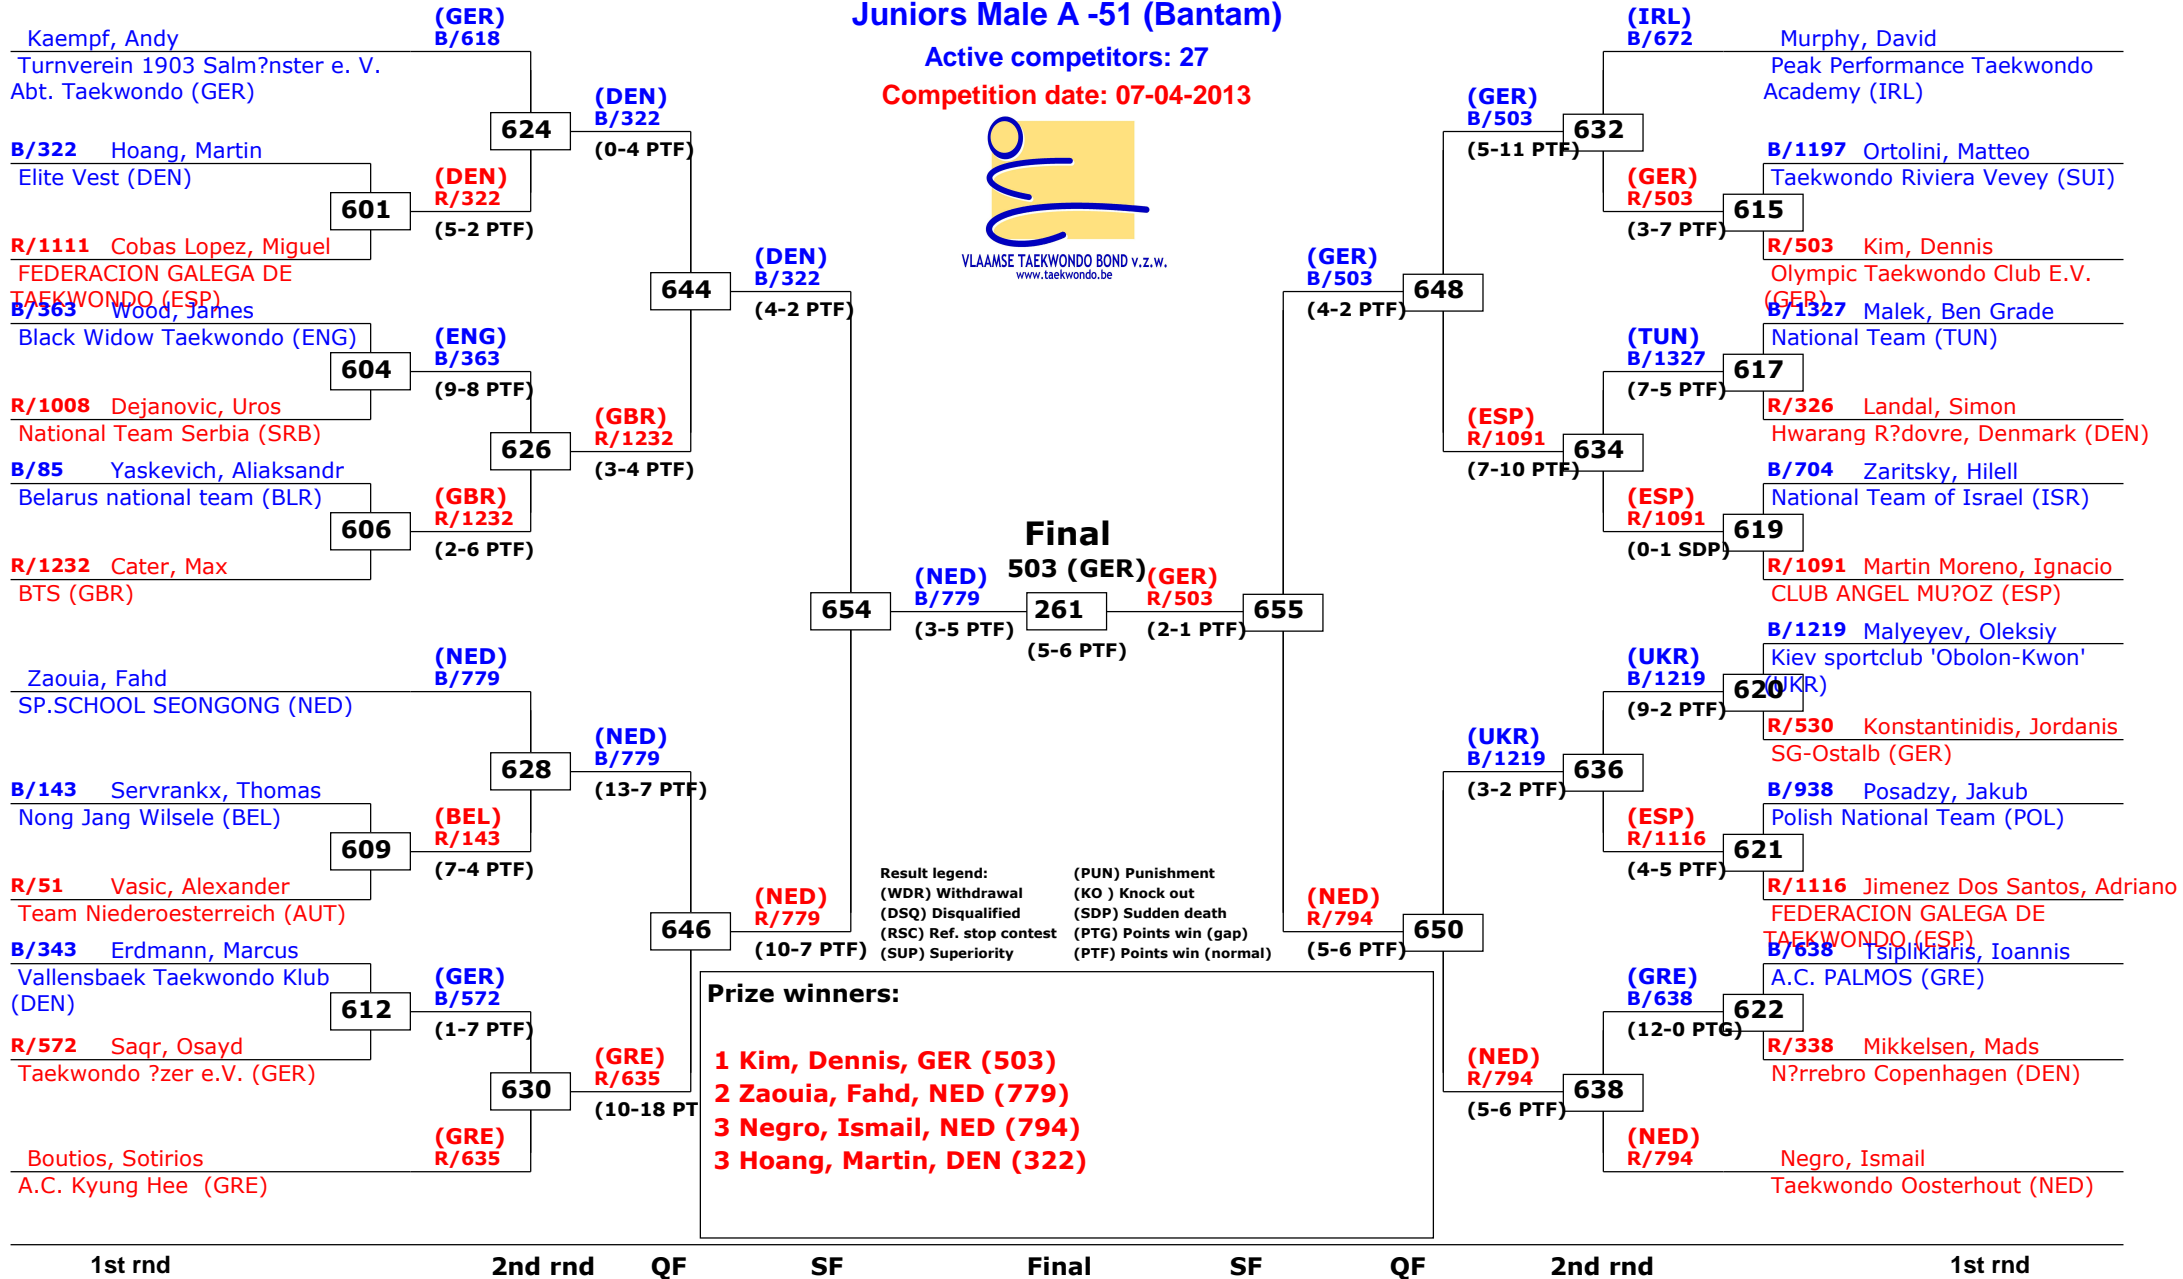 Juniors Male A -51 (Bantam)
Active competitors: 27
Competition date: 07-04-2013
VLAAMSE TAEKWONDO BOND v.z.w.
www.taekwondo.be
Kaempf, Andy
Turnverein 1903 Salm?nster e. V.
Abt. Taekwondo (GER)
(GER)
B/618
B/322 Hoang, Martin
Elite Vest (DEN)
601
R/1111 Cobas Lopez, Miguel
FEDERACION GALEGA DE
TAEKWONDO (ESP)
(DEN)
R/322
(5-2 PTF)
624
(DEN)
B/322
(0-4 PTF)
B/363 Wood, James
Black Widow Taekwondo (ENG)
604
R/1008 Dejanovic, Uros
National Team Serbia (SRB)
(ENG)
B/363
(9-8 PTF)
B/85 Yaskevich, Aliaksandr
Belarus national team (BLR)
606
R/1232 Cater, Max
BTS (GBR)
(GBR)
R/1232
(2-6 PTF)
626
(GBR)
R/1232
(3-4 PTF)
644
(DEN)
B/322
(4-2 PTF)
Zaouia, Fahd
SP.SCHOOL SEONGONG (NED)
(NED)
B/779
B/143 Servrankx, Thomas
Nong Jang Wilsele (BEL)
609
R/51 Vasic, Alexander
Team Niederoesterreich (AUT)
(BEL)
R/143
(7-4 PTF)
628
(NED)
B/779
(13-7 PTF)
B/343 Erdmann, Marcus
Vallensbaek Taekwondo Klub
(DEN)
612
R/572 Saqr, Osayd
Taekwondo ?zer e.V. (GER)
(GER)
B/572
(1-7 PTF)
Boutios, Sotirios
A.C. Kyung Hee (GRE)
(GRE)
R/635
630
(GRE)
R/635
(10-18 PT
646
(NED)
R/779
(10-7 PTF)
654
(NED)
B/779
(3-5 PTF)
Final
503 (GER)
261
(5-6 PTF)
(GER)
R/503
(2-1 PTF)
655
(GER)
B/503
(4-2 PTF)
648
(GER)
B/503
(5-11 PTF)
632
(IRL)
B/672
Murphy, David
Peak Performance Taekwondo
Academy (IRL)
(GER)
R/503
(3-7 PTF)
615
B/1197 Ortolini, Matteo
Taekwondo Riviera Vevey (SUI)
R/503 Kim, Dennis
Olympic Taekwondo Club E.V.
(GER)
(ESP)
R/1091
(7-10 PTF)
634
(TUN)
B/1327
(7-5 PTF)
617
B/1327 Malek, Ben Grade
National Team (TUN)
R/326 Landal, Simon
Hwarang R?dovre, Denmark (DEN)
(ESP)
R/1091
(0-1 SDP)
619
B/704 Zaritsky, Hilell
National Team of Israel (ISR)
R/1091 Martin Moreno, Ignacio
CLUB ANGEL MU?OZ (ESP)
(NED)
R/794
(5-6 PTF)
650
(UKR)
B/1219
(3-2 PTF)
636
(UKR)
B/1219
(9-2 PTF)
620
B/1219 Malyeyev, Oleksiy
Kiev sportclub 'Obolon-Kwon'
(UKR)
R/530 Konstantinidis, Jordanis
SG-Ostalb (GER)
(ESP)
R/1116
(4-5 PTF)
621
B/938 Posadzy, Jakub
Polish National Team (POL)
R/1116 Jimenez Dos Santos, Adriano
FEDERACION GALEGA DE
TAEKWONDO (ESP)
(NED)
R/794
(5-6 PTF)
638
(GRE)
B/638
(12-0 PTG)
622
B/638 Tsiplikiaris, Ioannis
A.C. PALMOS (GRE)
R/338 Mikkelsen, Mads
N?rrebro Copenhagen (DEN)
(NED)
R/794
Negro, Ismail
Taekwondo Oosterhout (NED)
Result legend:
(WDR) Withdrawal
(DSQ) Disqualified
(RSC) Ref. stop contest
(SUP) Superiority
(PUN) Punishment
(KO ) Knock out
(SDP) Sudden death
(PTG) Points win (gap)
(PTF) Points win (normal)
Prize winners:
1 Kim, Dennis, GER (503)
2 Zaouia, Fahd, NED (779)
3 Negro, Ismail, NED (794)
3 Hoang, Martin, DEN (322)
1st rnd 2nd rnd QF SF Final SF QF 2nd rnd 1st rnd